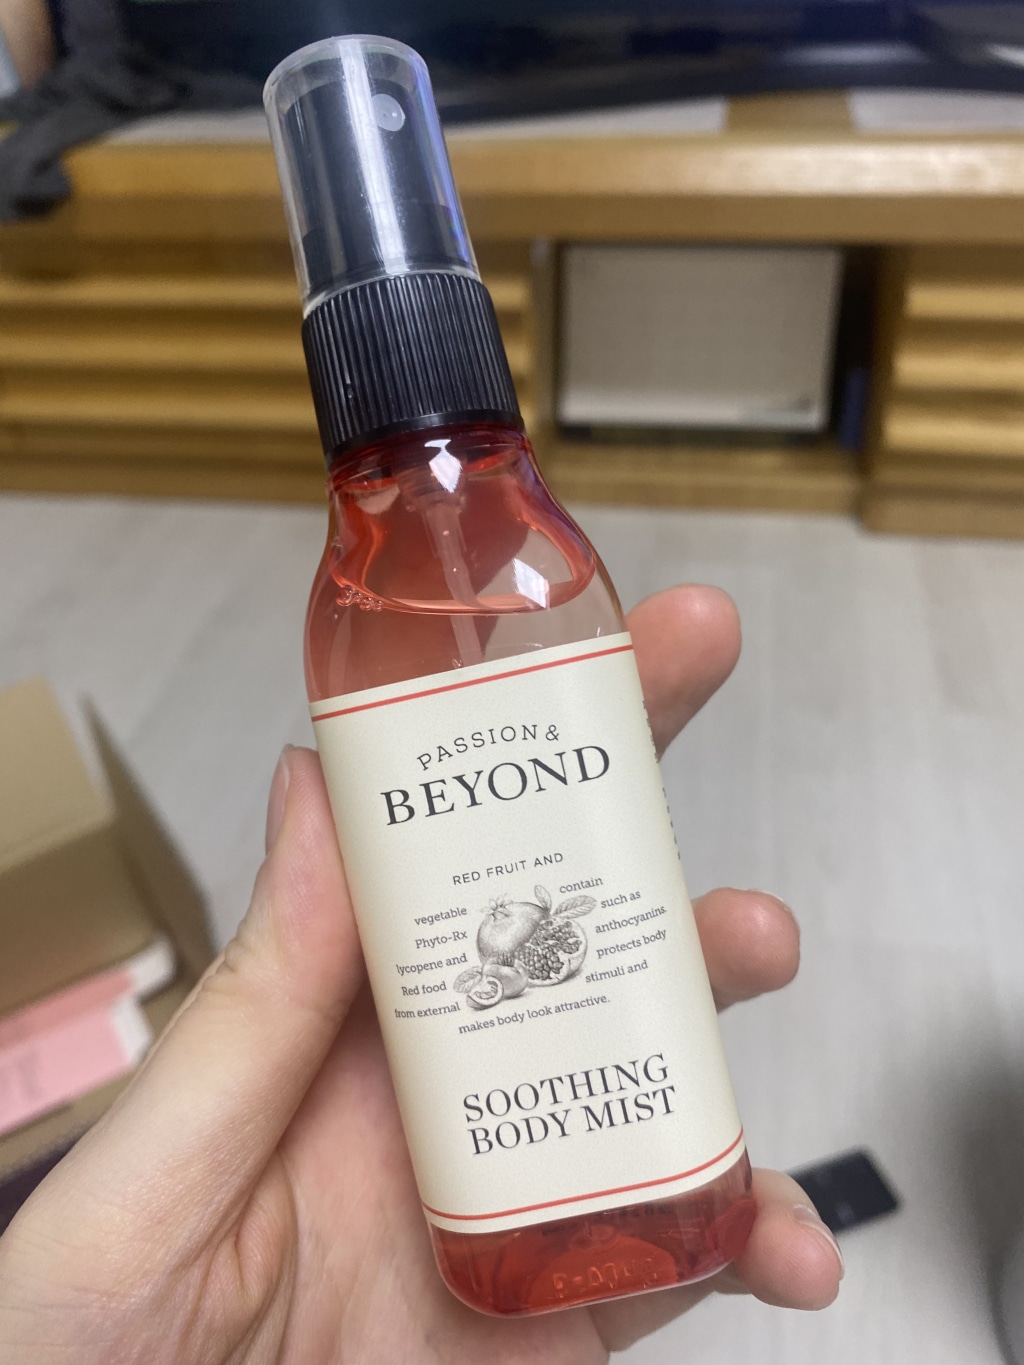 PASSION &
BEYOND
RED FRUIT AND
vegetable contain
Phyto-Rx such as
lycopene and anthocyanins.
Red food protects body
from external stimuli and
makes body look attractive.
SOOTHING
BODY MIST